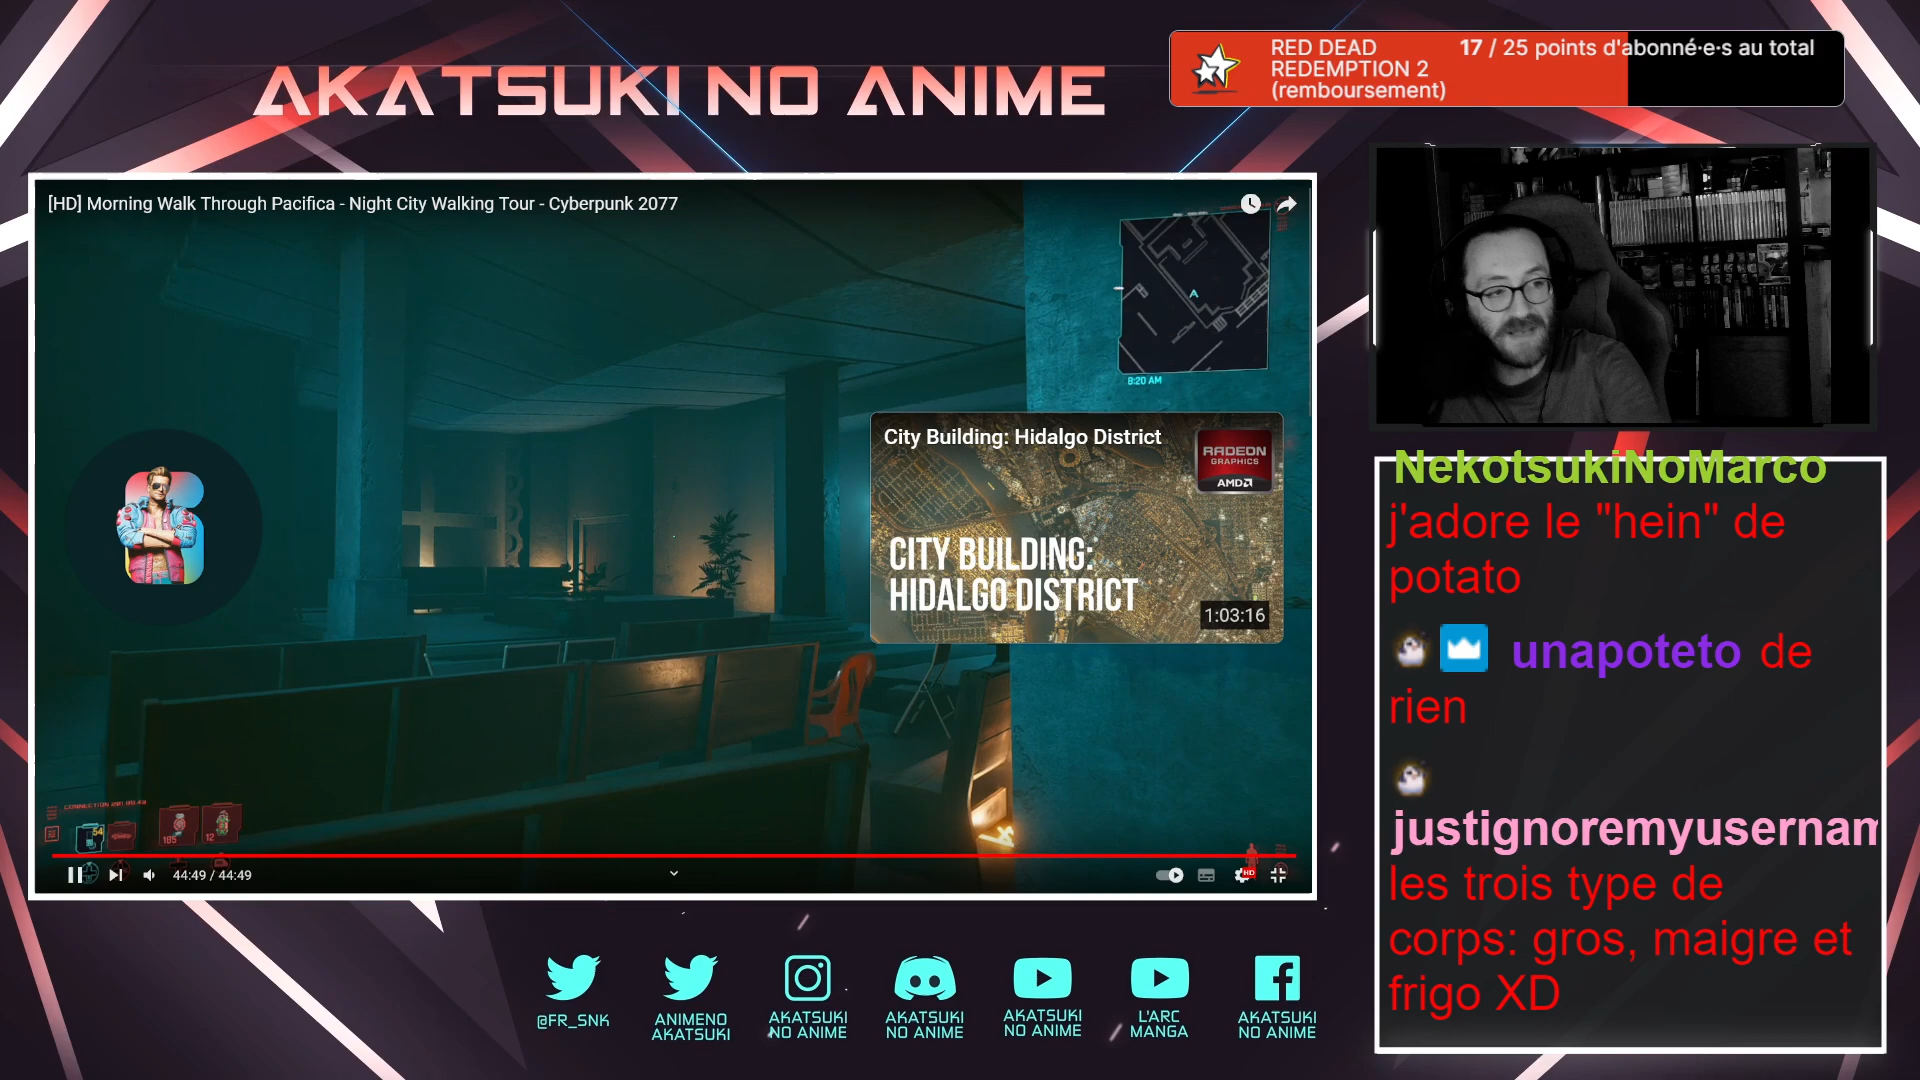 AKATSUKI NO ANIME
RED DEAD
REDEMPTION 2
(remboursement)
17 / 25 points d'abonné·e·s au total
[HD] Morning Walk Through Pacifica - Night City Walking Tour - Cyberpunk 2077
8:20 AM
City Building: Hidalgo District
RADEON
GRAPHICS
AMD
CITY BUILDING:
HIDALGO DISTRICT
1:03:16
54
185
12
44:49 / 44:49
HD
NekotsukiNoMarco
j'adore le "hein" de
potato
unapoteto de
rien
justignoremyusernam
les trois type de
corps: gros, maigre et
frigo XD
@FR_SNK
ANIMENO
AKATSUKI
AKATSUKI
NO ANIME
AKATSUKI
NO ANIME
AKATSUKI
NO ANIME
L'ARC
MANGA
AKATSUKI
NO ANIME